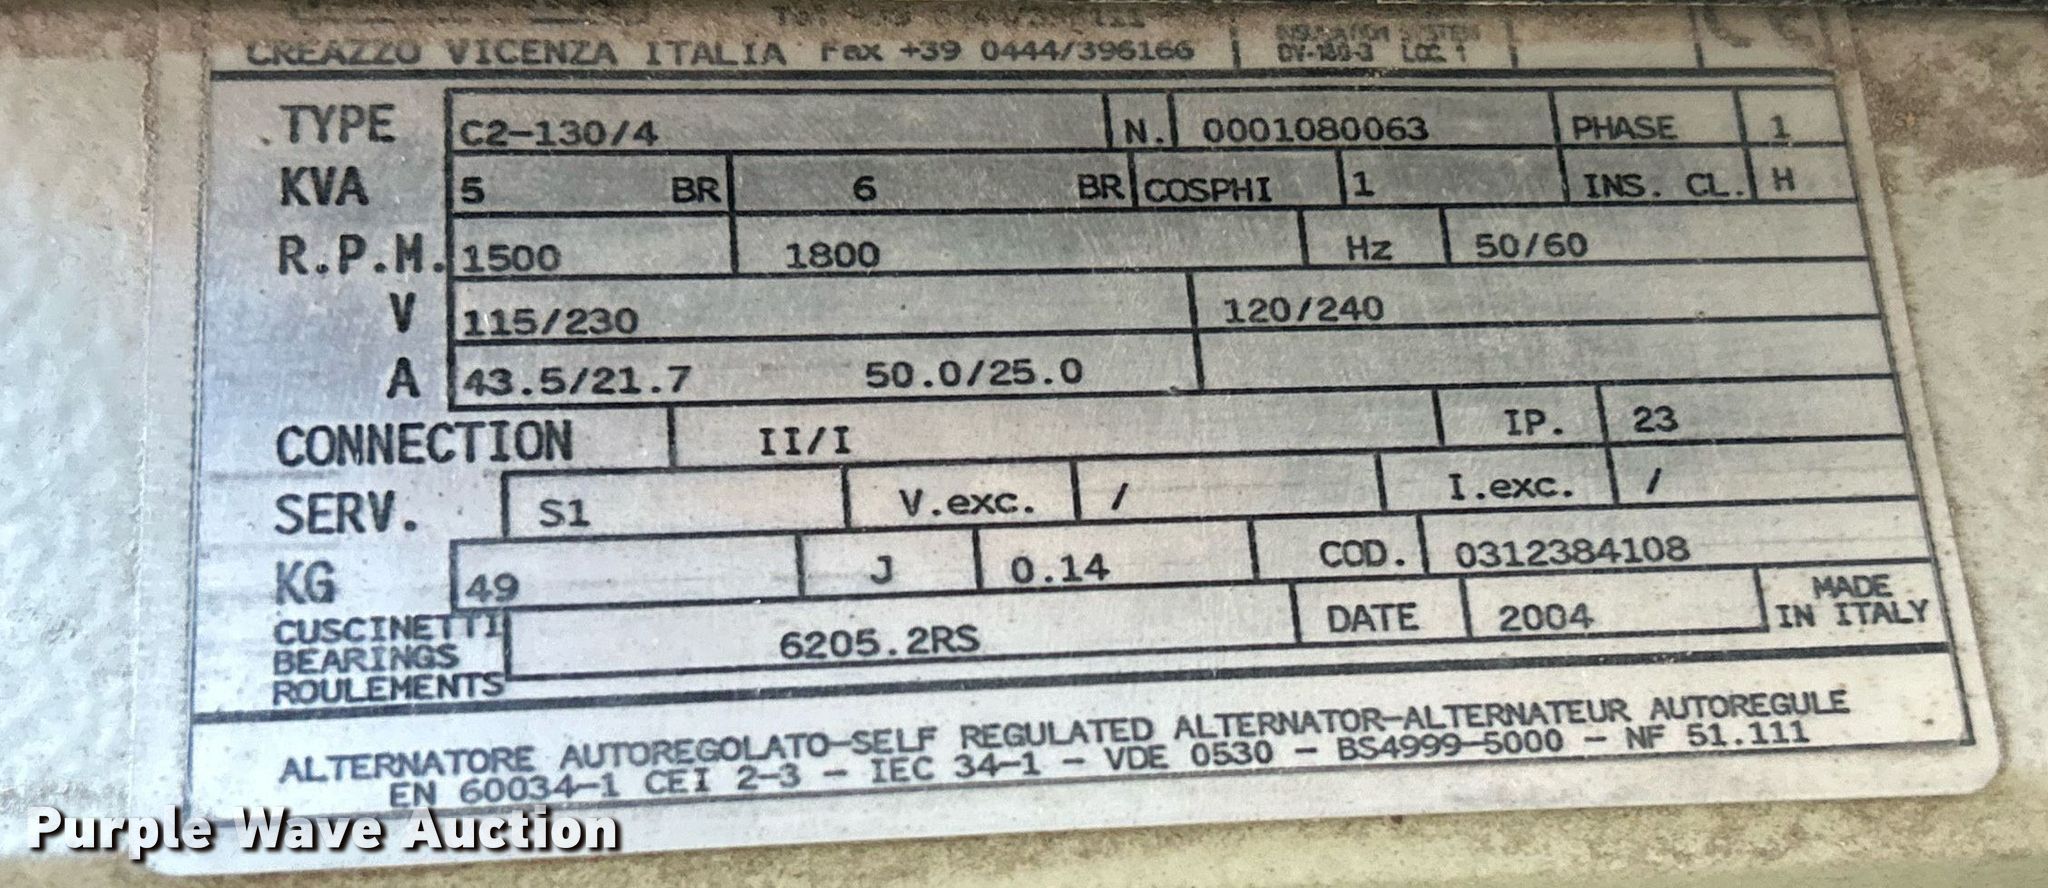 CREAZZO VICENZA ITALIA Fax +39 0444/396166 INSULATION SYSTEM
LOC 1
TYPE C2-130/4 N. 0001080063 PHASE 1
KVA 5 BR 6 BR COSPHI 1 INS. CL. H
R.P.M. 1500 1800 Hz 50/60
V 115/230 120/240
A 43.5/21.7 50.0/25.0
CONNECTION II/I IP. 23
SERV. S1 V.exc. / I.exc. /
KG 49 J 0.14 COD. 0312384108
CUSCINETTI
BEARINGS 6205.2RS DATE 2004 MADE
ROULEMENTS IN ITALY
ALTERNATORE AUTOREGOLATO-SELF REGULATED ALTERNATOR-ALTERNATEUR AUTOREGULE
EN 60034-1 CEI 2-3 - IEC 34-1 - VDE 0530 - BS4999-5000 - NF 51.111
Purple Wave Auction